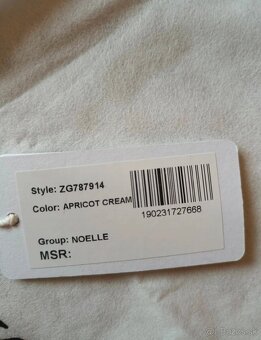 Style: ZG787914
Color: APRICOT CREAM
190231727668
Group: NOELLE
MSR: